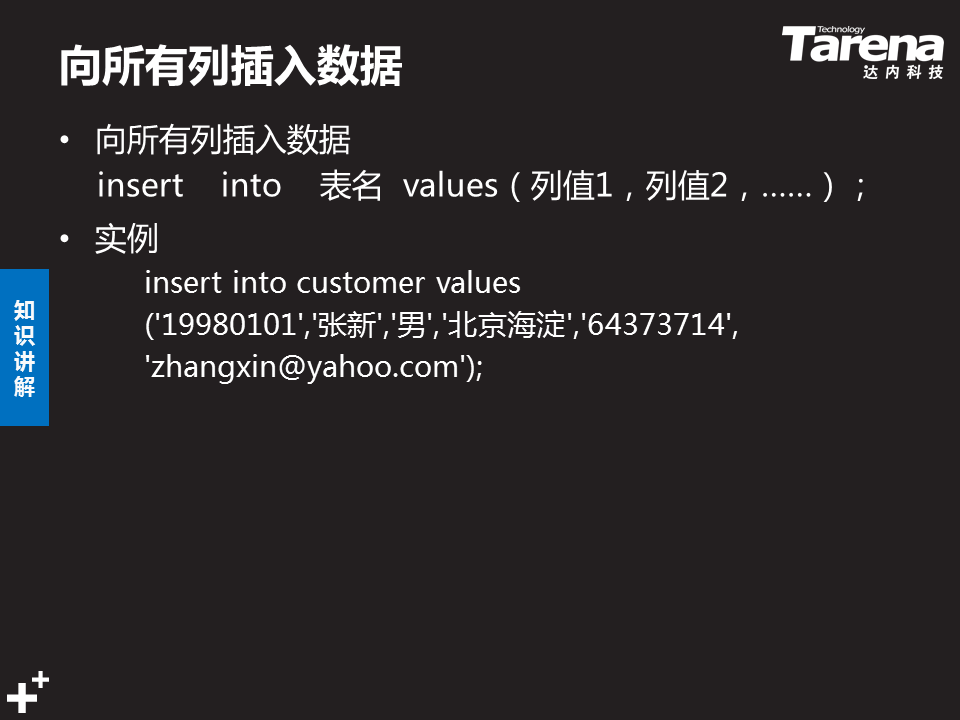 向所有列插入数据
Technology
Tarena
达内科技
• 向所有列插入数据
insert into 表名 values（列值1，列值2，……）；
• 实例
insert into customer values
('19980101','张新','男','北京海淀','64373714',
'zhangxin@yahoo.com');
知识讲解